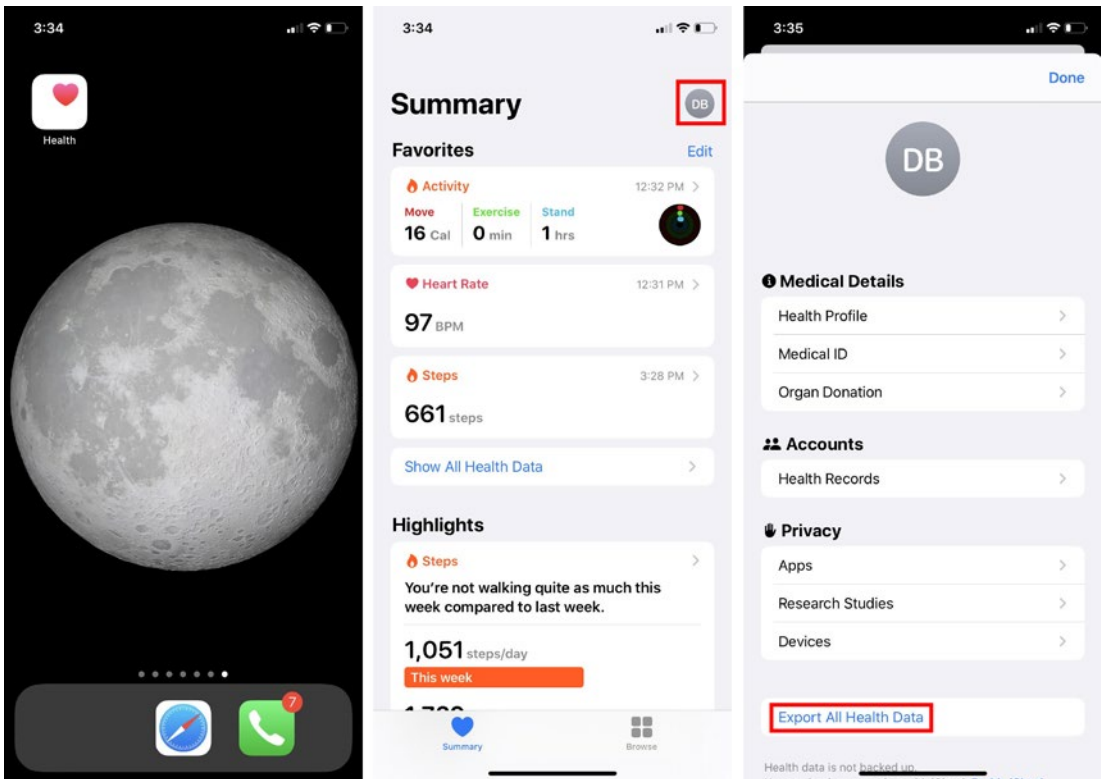 3:34
Health
7
3:34
Summary
DB
Favorites
Edit
Activity
12:32 PM
Move Exercise Stand
16 Cal 0 min 1 hrs
Heart Rate
12:31 PM
97 BPM
Steps
3:28 PM
661 steps
Show All Health Data
Highlights
Steps
You're not walking quite as much this
week compared to last week.
1,051 steps/day
This week
Summary
Browse
3:35
Done
DB
Medical Details
Health Profile
Medical ID
Organ Donation
Accounts
Health Records
Privacy
Apps
Research Studies
Devices
Export All Health Data
Health data is not backed up.